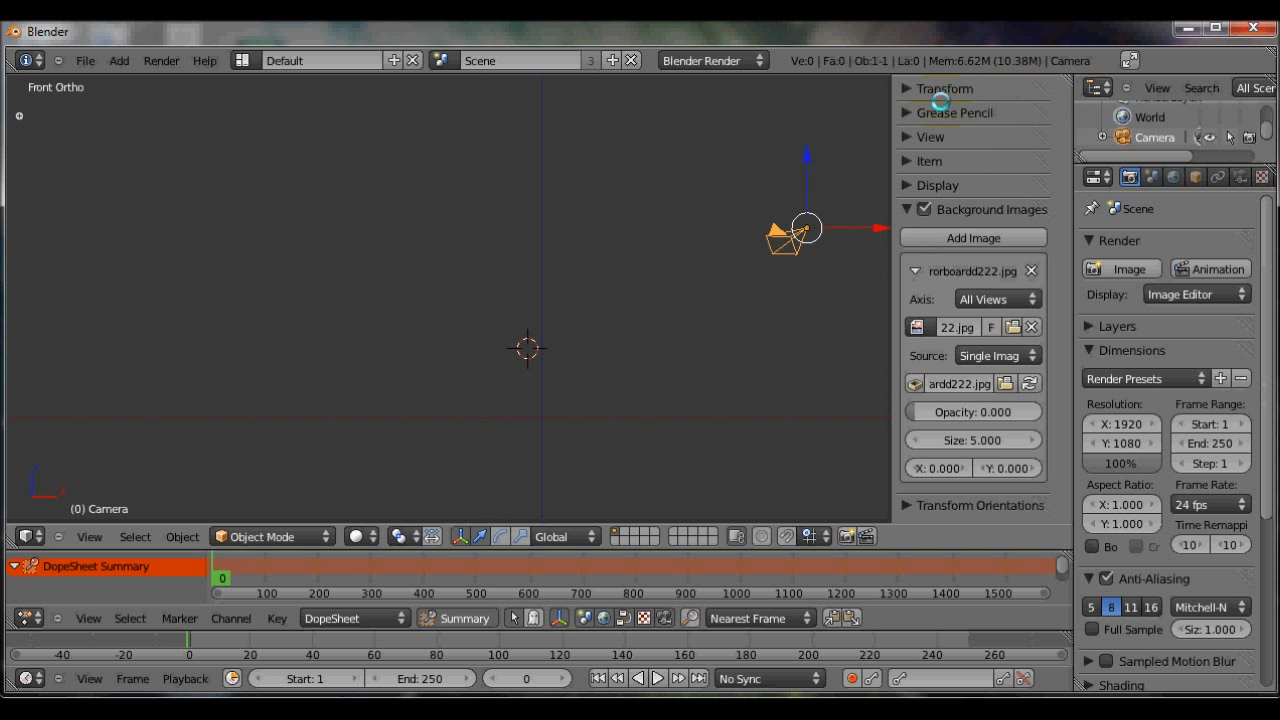 Blender
File Add Render Help Default Scene 3 Blender Render Ve:0 | Fa:0 | Ob:1-1 | La:0 | Mem:6.62M (10.38M) | Camera
Front Ortho
Transform
Grease Pencil
View
Item
Display
Background Images
Add Image
rorboardd222.jpg
Axis: All Views
22.jpg F
Source: Single Imag
ardd222.jpg
Opacity: 0.000
Size: 5.000
X: 0.000 Y: 0.000
Transform Orientations
(0) Camera
View Select Object Object Mode Global
View Search All Scer
World
Camera
Scene
Render
Image Animation
Display: Image Editor
Layers
Dimensions
Render Presets
Resolution: Frame Range:
X: 1920 Start: 1
Y: 1080 End: 250
100% Step: 1
Aspect Ratio: Frame Rate:
X: 1.000 24 fps
Y: 1.000 Time Remappi
Bo Cr 10 10
Anti-Aliasing
5 8 11 16 Mitchell-N
Full Sample Siz: 1.000
Sampled Motion Blur
Shading
DopeSheet Summary
0
100 200 300 400 500 600 700 800 900 1000 1100 1200 1300 1400 1500
View Select Marker Channel Key DopeSheet Summary Nearest Frame
-40 -20 0 20 40 60 80 100 120 140 160 180 200 220 240 260
View Frame Playback Start: 1 End: 250 0 No Sync